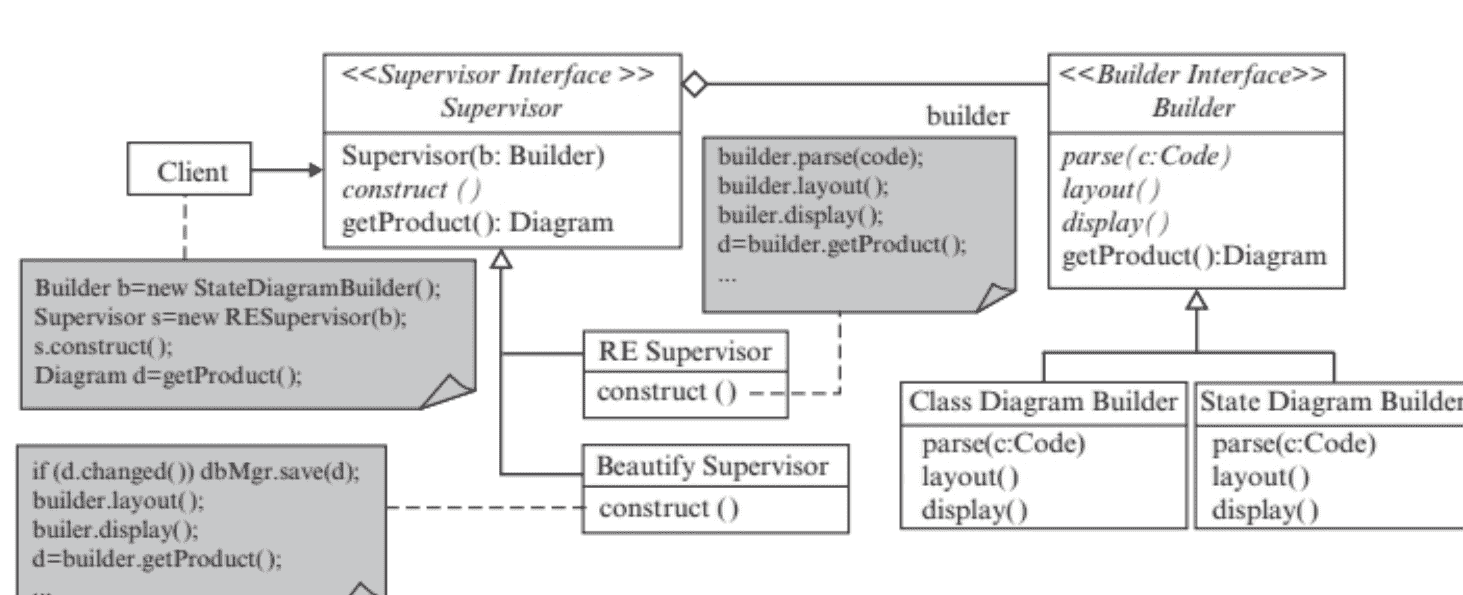 <<Supervisor Interface >>
Supervisor
Supervisor(b: Builder)
construct ( )
getProduct( ): Diagram
<<Builder Interface>>
Builder
builder
parse(c:Code)
layout( )
display( )
getProduct( ):Diagram
Client
builder.parse(code);
builder.layout();
builer.display();
d=builder.getProduct( );
...
Builder b=new StateDiagramBuilder( );
Supervisor s=new RESupervisor(b);
s.construct( );
Diagram d=getProduct( );
RE Supervisor
construct ( )
Class Diagram Builder
parse(c:Code)
layout()
display()
State Diagram Builder
parse(c:Code)
layout()
display()
Beautify Supervisor
construct ( )
if (d.changed()) dbMgr.save(d);
builder.layout();
builer.display();
d=builder.getProduct( );
...